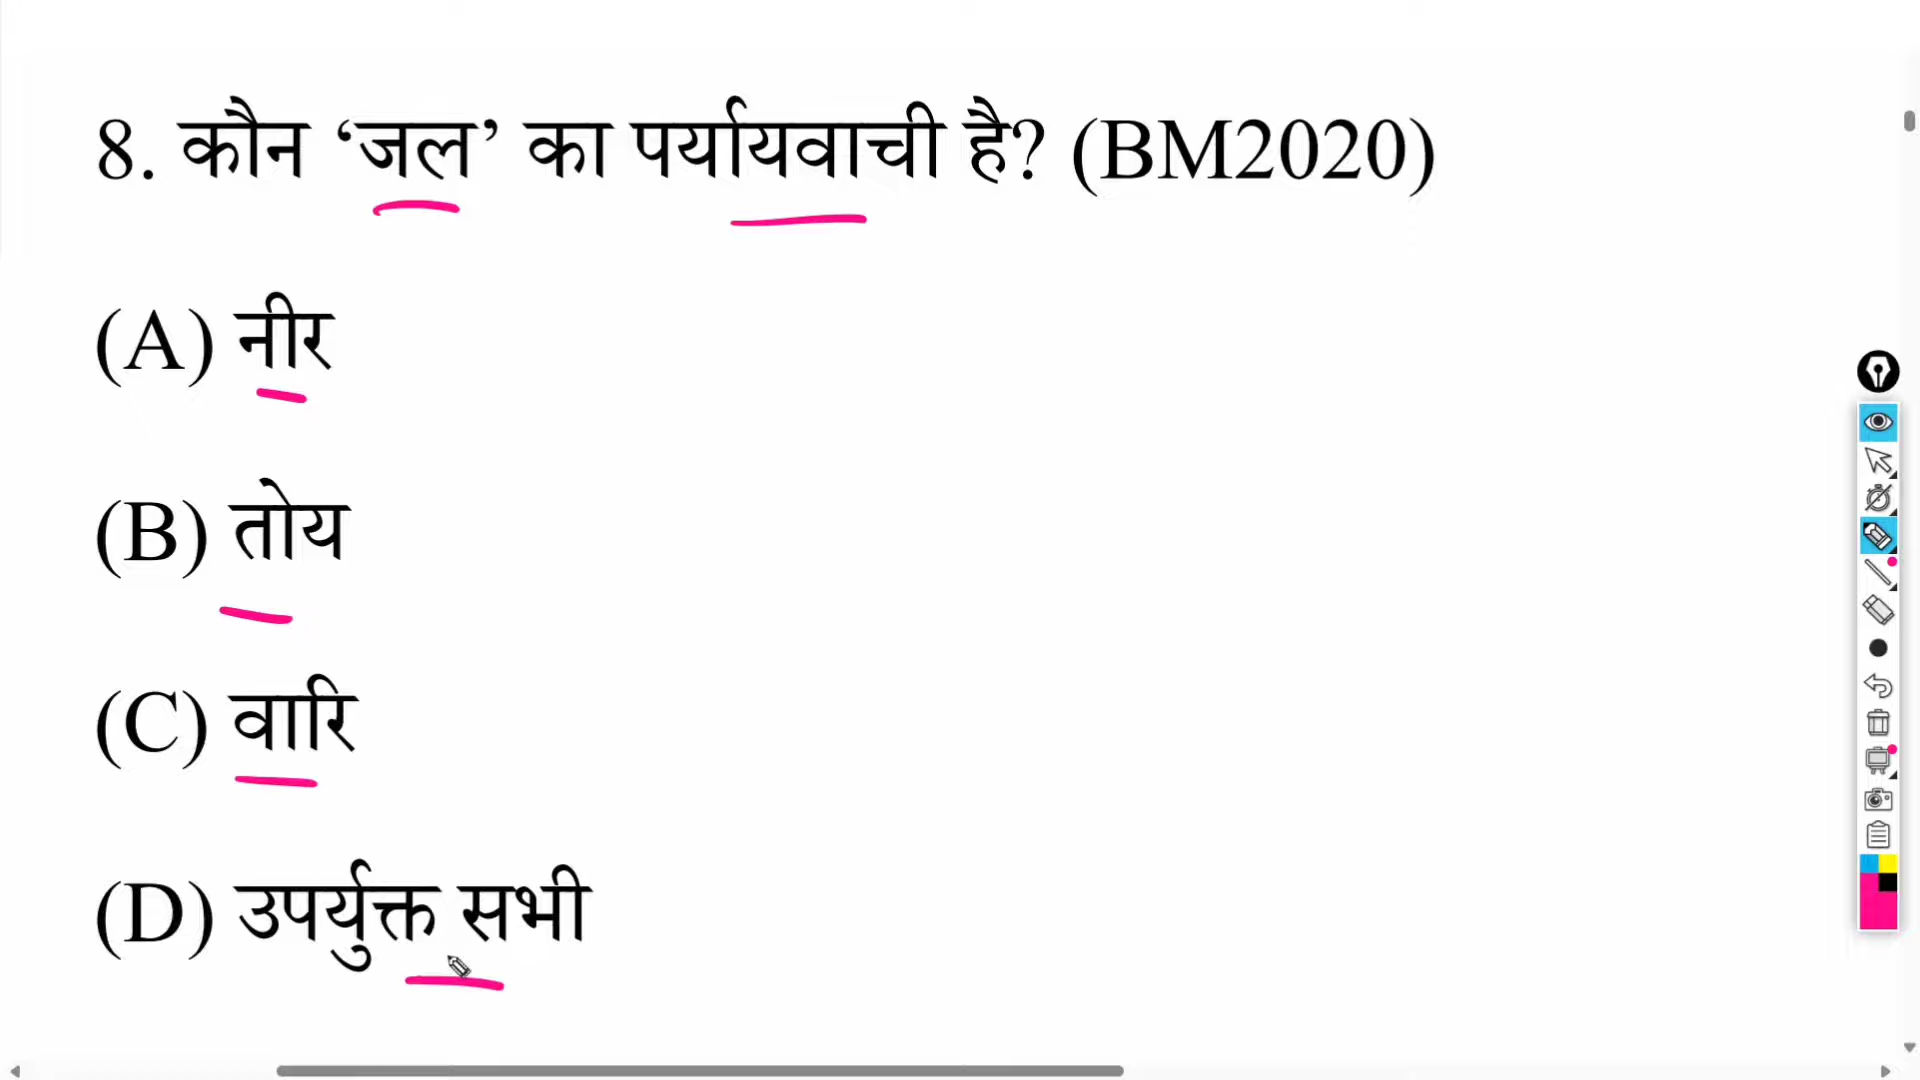 8. कौन ‘जल’ का पर्यायवाची है? (BM2020)
(A) नीर
(B) तोय
(C) वारि
(D) उपर्युक्त सभी